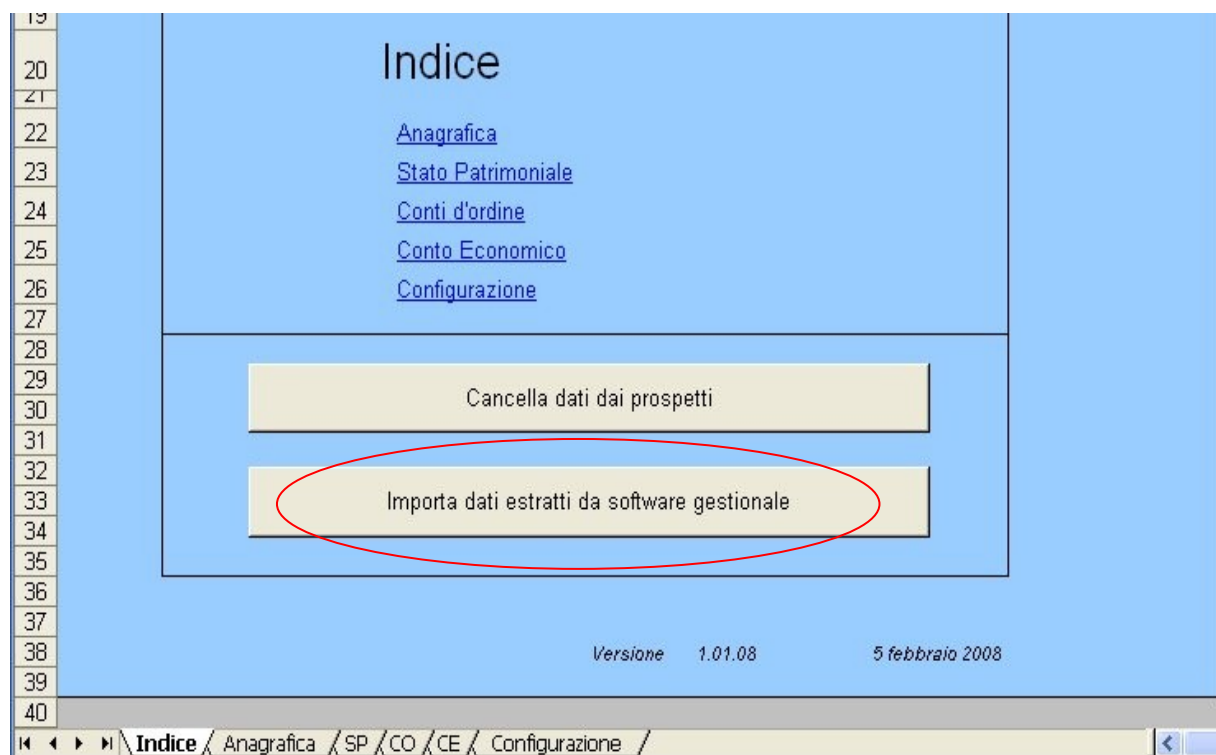 19
20 Indice
21
22 Anagrafica
23 Stato Patrimoniale
24 Conti d'ordine
25 Conto Economico
26 Configurazione
27
28
29 Cancella dati dai prospetti
30
31
32
33 Importa dati estratti da software gestionale
34
35
36
37
38 Versione 1.01.08 5 febbraio 2008
39
40
Indice Anagrafica SP CO CE Configurazione